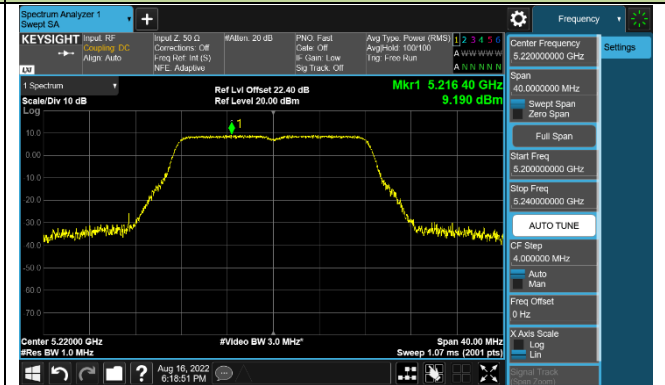 Spectrum Analyzer 1
Swept SA
+
Frequency
KEYSIGHT
Input: RF
Coupling: DC
Align: Auto
Input Z: 50 Ω
Corrections: Off
Freq Ref: Int (S)
NFE: Adaptive
#Atten: 20 dB
PNO: Fast
Gate: Off
IF Gain: Low
Sig Track: Off
Avg Type: Power (RMS)
Avg|Hold: 100/100
Trig: Free Run
1 2 3 4 5 6
A W W W W W
A N N N N N
LXI
1 Spectrum
Scale/Div 10 dB
Log
Ref Lvl Offset 22.40 dB
Ref Level 20.00 dBm
Mkr1 5.216 40 GHz
9.190 dBm
1
10.0
0.00
-10.0
-20.0
-30.0
-40.0
-50.0
-60.0
-70.0
Center 5.22000 GHz
#Res BW 1.0 MHz
#Video BW 3.0 MHz*
Span 40.00 MHz
Sweep 1.07 ms (2001 pts)
Aug 16, 2022
6:18:51 PM
?
Center Frequency
5.220000000 GHz
Settings
Span
40.0000000 MHz
Swept Span
Zero Span
Full Span
Start Freq
5.200000000 GHz
Stop Freq
5.240000000 GHz
AUTO TUNE
CF Step
4.000000 MHz
Auto
Man
Freq Offset
0 Hz
X Axis Scale
Log
Lin
Signal Track
(Span Zoom)